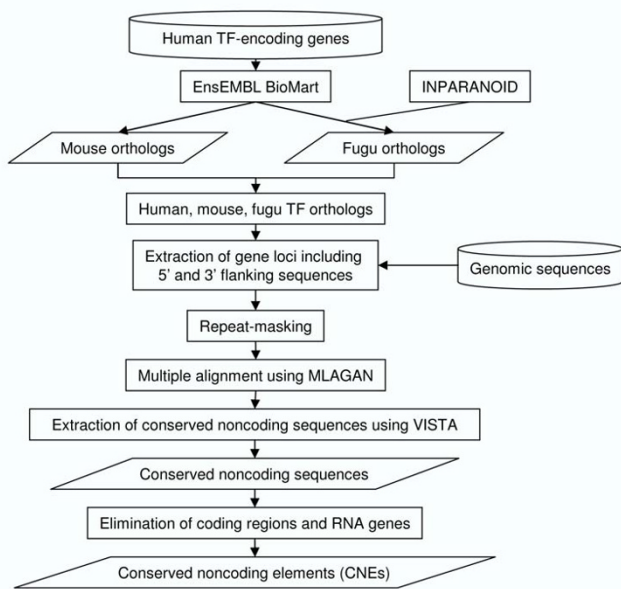 Human TF-encoding genes
EnsEMBL BioMart
INPARANOID
Mouse orthologs
Fugu orthologs
Human, mouse, fugu TF orthologs
Extraction of gene loci including
5' and 3' flanking sequences
Genomic sequences
Repeat-masking
Multiple alignment using MLAGAN
Extraction of conserved noncoding sequences using VISTA
Conserved noncoding sequences
Elimination of coding regions and RNA genes
Conserved noncoding elements (CNEs)